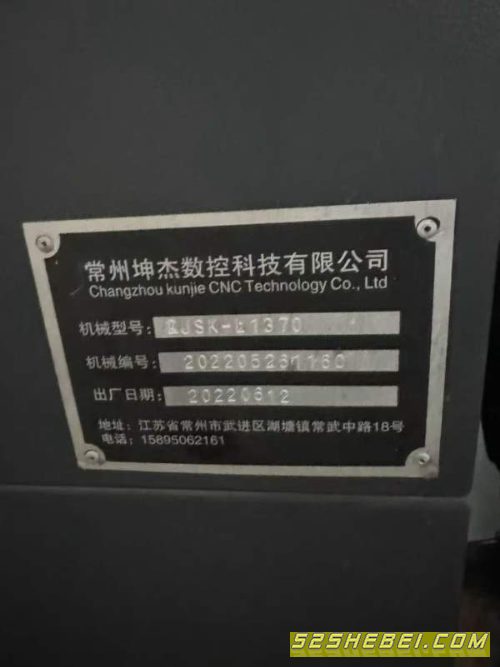 常州坤杰数控科技有限公司
Changzhou kunjie CNC Technology Co., Ltd
机械型号:
机械编号: 202205261160
出厂日期: 20220612
地址: 江苏省常州市武进区湖塘镇常武中路18号
电话: 15895062161
52SHEBEI.COM